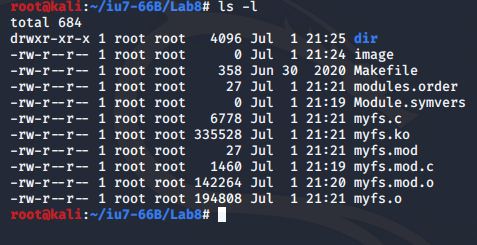 root@kali:~/iu7-66B/Lab8# ls -l
total 684
drwxr-xr-x 1 root root   4096 Jul  1 21:25 dir
-rw-r--r-- 1 root root      0 Jul  1 21:24 image
-rw-r--r-- 1 root root    358 Jun 30  2020 Makefile
-rw-r--r-- 1 root root     27 Jul  1 21:21 modules.order
-rw-r--r-- 1 root root      0 Jul  1 21:19 Module.symvers
-rw-r--r-- 1 root root   6778 Jul  1 21:21 myfs.c
-rw-r--r-- 1 root root 335528 Jul  1 21:21 myfs.ko
-rw-r--r-- 1 root root     27 Jul  1 21:21 myfs.mod
-rw-r--r-- 1 root root   1460 Jul  1 21:19 myfs.mod.c
-rw-r--r-- 1 root root 142264 Jul  1 21:20 myfs.mod.o
-rw-r--r-- 1 root root 194808 Jul  1 21:21 myfs.o
root@kali:~/iu7-66B/Lab8#